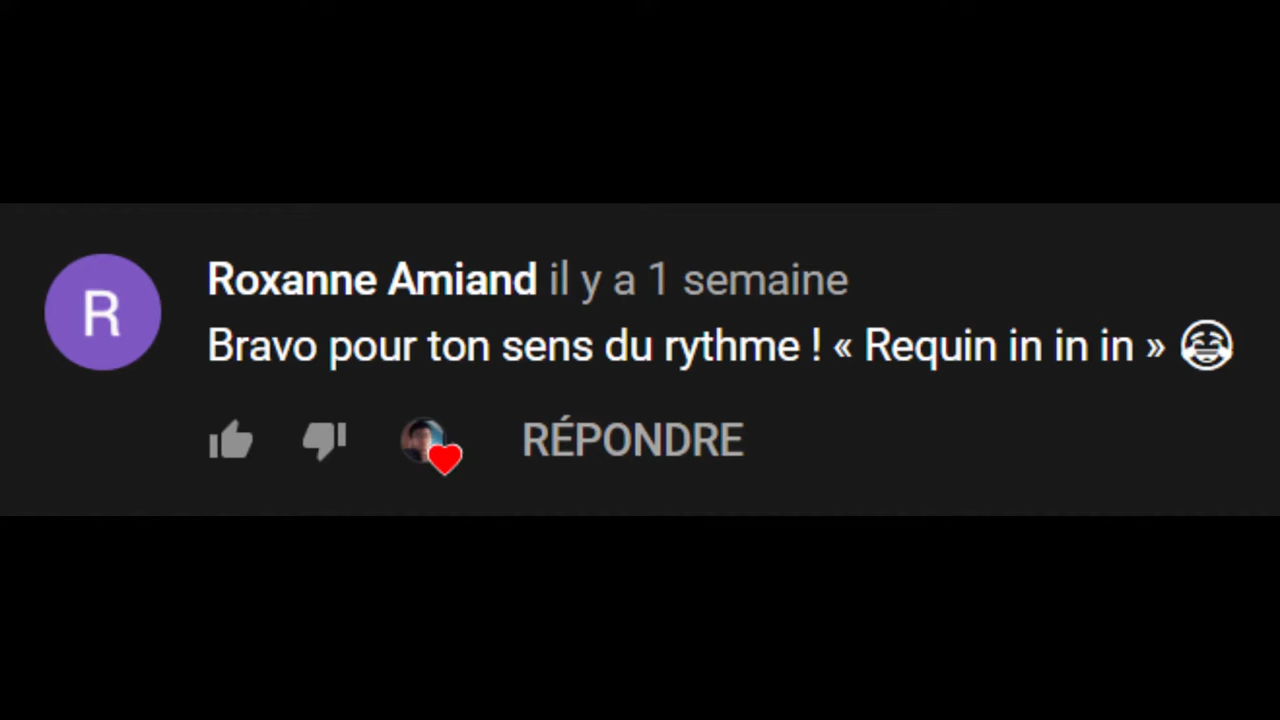 R
Roxanne Amiand il y a 1 semaine
Bravo pour ton sens du rythme ! « Requin in in in » 😂
RÉPONDRE